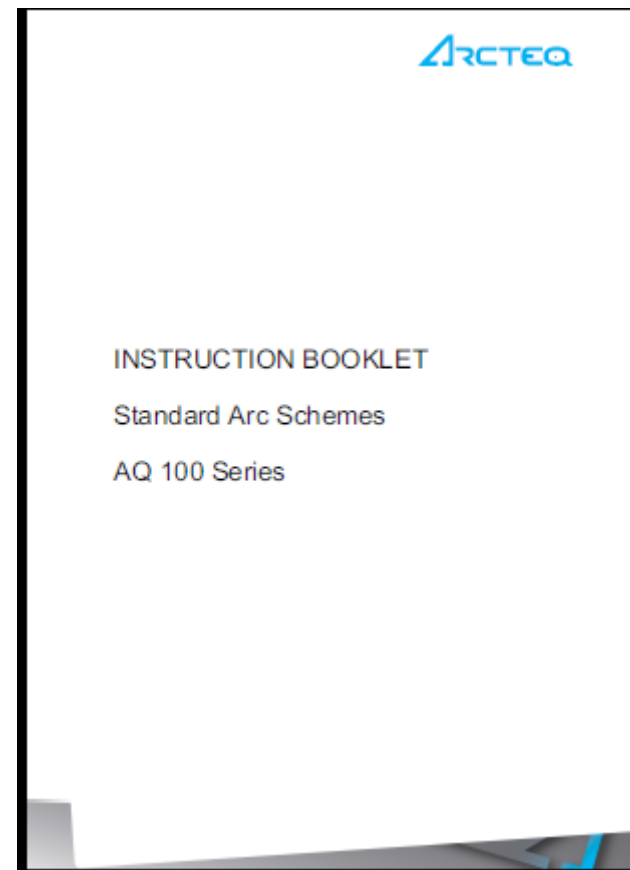 ARCTEQ
INSTRUCTION BOOKLET
Standard Arc Schemes
AQ 100 Series